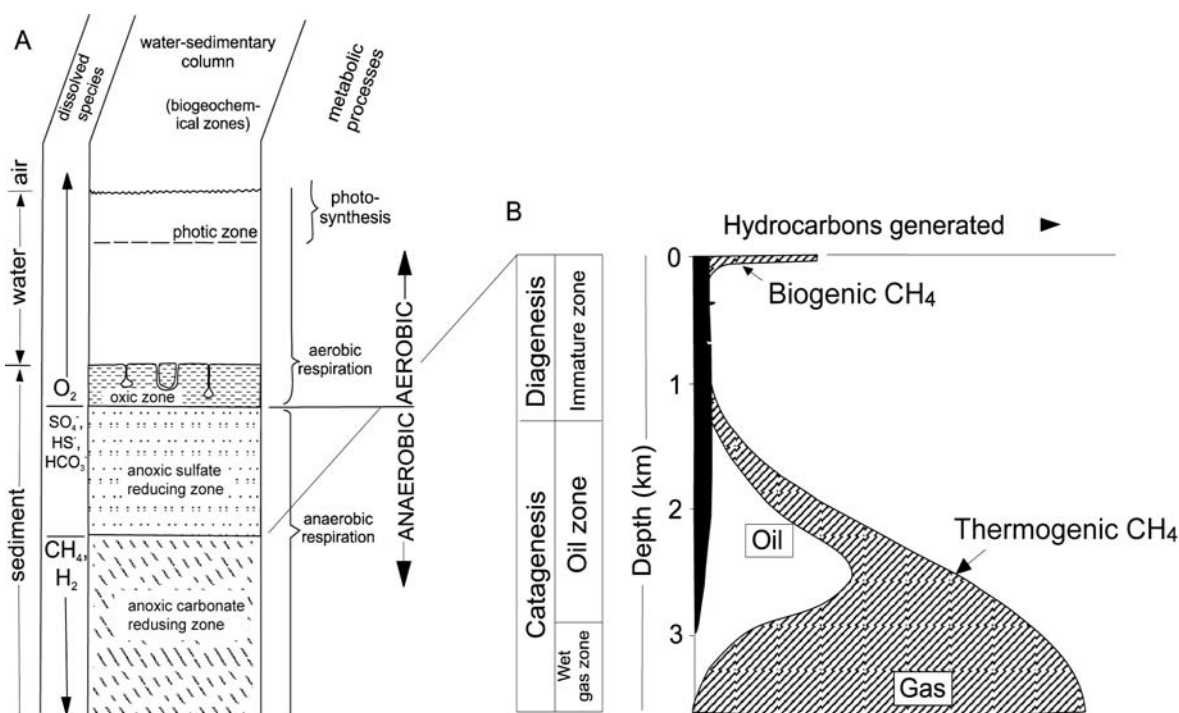 A
dissolved
species
water-sedimentary
column
(biogeochem-
ical zones)
metabolic
processes
air
water
sediment
photic zone
photo-
synthesis
aerobic
respiration
oxic zone
O₂
SO₄⁻,
HS⁻,
HCO₃⁻
anoxic sulfate
reducing zone
anaerobic
respiration
CH₄,
H₂
anoxic carbonate
redusing zone
ANAEROBIC AEROBIC
B
Hydrocarbons generated
Diagenesis
Immature zone
Catagenesis
Oil zone
Wet
gas zone
Depth (km)
0
1
2
3
Biogenic CH₄
Oil
Thermogenic CH₄
Gas